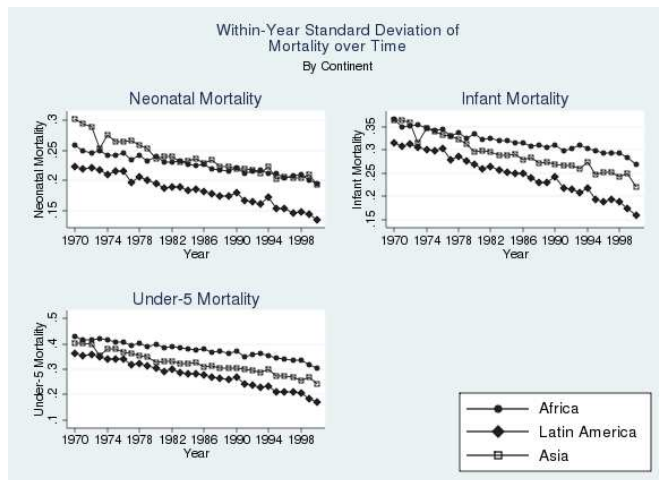 Within-Year Standard Deviation of
Mortality over Time
By Continent
Neonatal Mortality
Neonatal Mortality
.3
.25
.2
.15
1970 1974 1978 1982 1986 1990 1994 1998
Year
Infant Mortality
Infant Mortality
.35
.3
.25
.2
.15
1970 1974 1978 1982 1986 1990 1994 1998
Year
Under-5 Mortality
Under-5 Mortality
.5
.4
.3
.2
.1
1970 1974 1978 1982 1986 1990 1994 1998
Year
Africa
Latin America
Asia